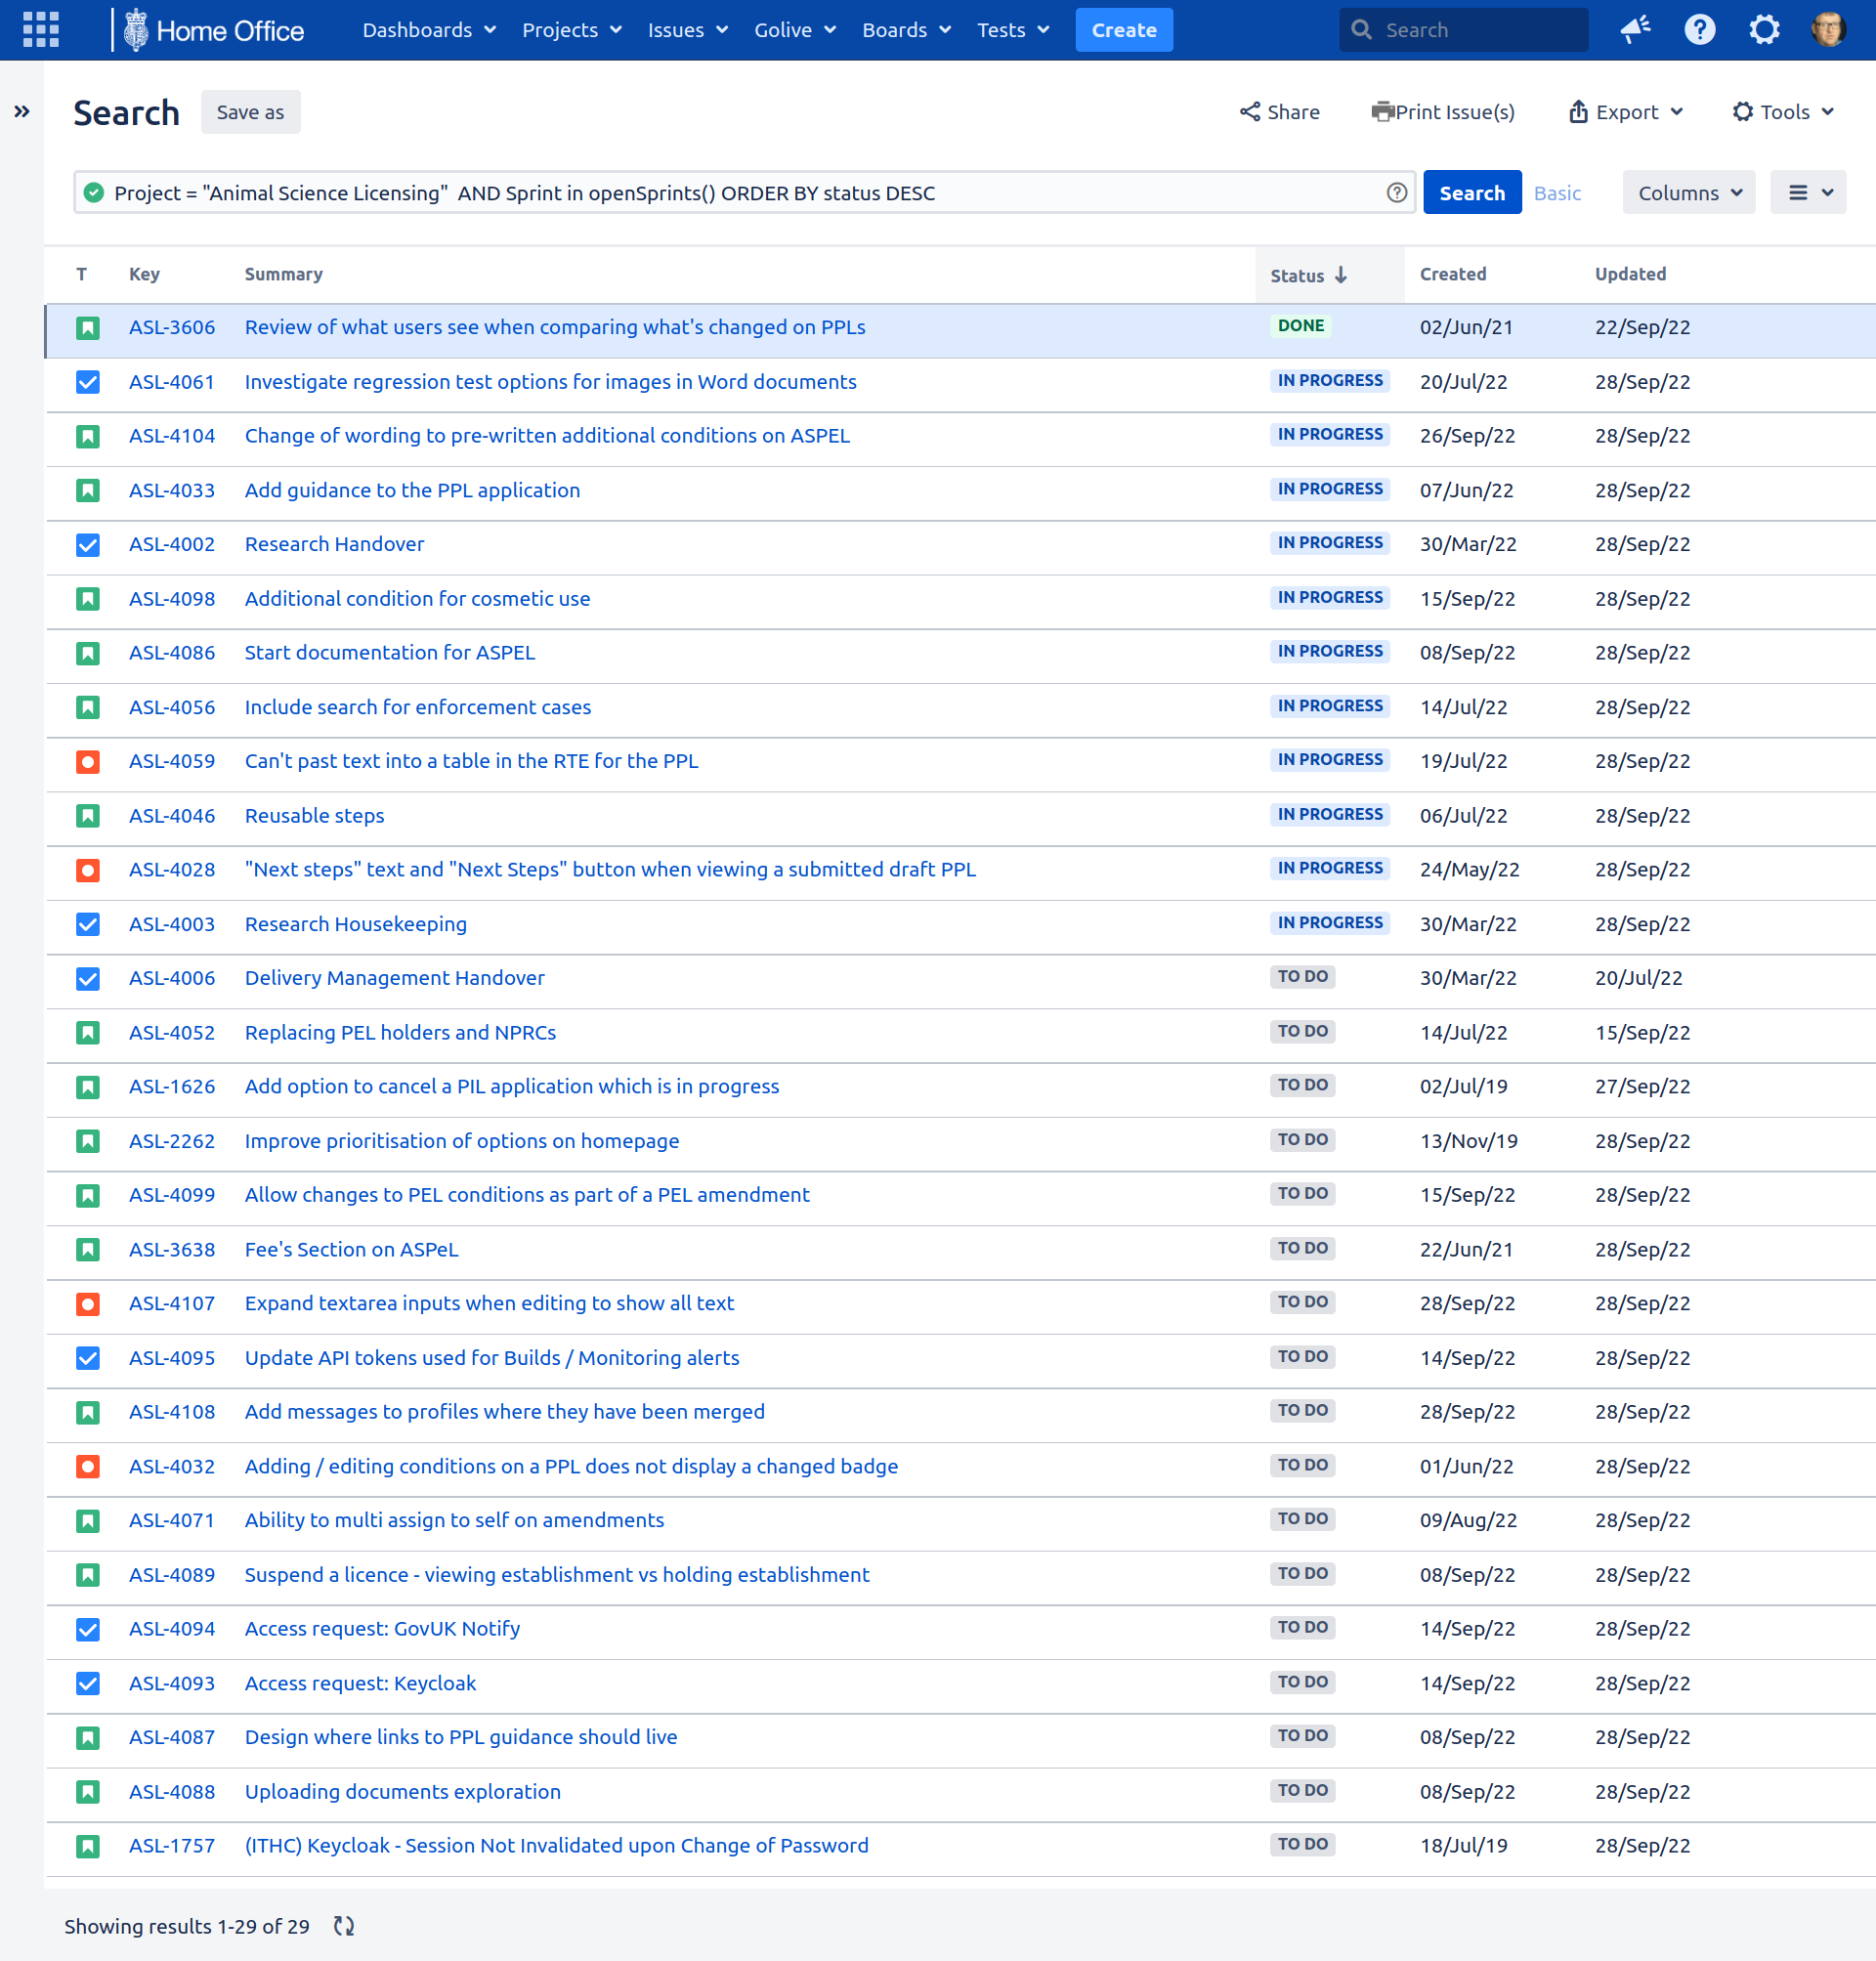 Home Office Dashboards Projects Issues Golive Boards Tests Create Search
Search Save as Share Print Issue(s) Export Tools
Project = "Animal Science Licensing"  AND Sprint in openSprints() ORDER BY status DESC Search Basic Columns
T Key Summary Status Created Updated
ASL-3606 Review of what users see when comparing what's changed on PPLs DONE 02/Jun/21 22/Sep/22
ASL-4061 Investigate regression test options for images in Word documents IN PROGRESS 20/Jul/22 28/Sep/22
ASL-4104 Change of wording to pre-written additional conditions on ASPEL IN PROGRESS 26/Sep/22 28/Sep/22
ASL-4033 Add guidance to the PPL application IN PROGRESS 07/Jun/22 28/Sep/22
ASL-4002 Research Handover IN PROGRESS 30/Mar/22 28/Sep/22
ASL-4098 Additional condition for cosmetic use IN PROGRESS 15/Sep/22 28/Sep/22
ASL-4086 Start documentation for ASPEL IN PROGRESS 08/Sep/22 28/Sep/22
ASL-4056 Include search for enforcement cases IN PROGRESS 14/Jul/22 28/Sep/22
ASL-4059 Can't past text into a table in the RTE for the PPL IN PROGRESS 19/Jul/22 28/Sep/22
ASL-4046 Reusable steps IN PROGRESS 06/Jul/22 28/Sep/22
ASL-4028 "Next steps" text and "Next Steps" button when viewing a submitted draft PPL IN PROGRESS 24/May/22 28/Sep/22
ASL-4003 Research Housekeeping IN PROGRESS 30/Mar/22 28/Sep/22
ASL-4006 Delivery Management Handover TO DO 30/Mar/22 20/Jul/22
ASL-4052 Replacing PEL holders and NPRCs TO DO 14/Jul/22 15/Sep/22
ASL-1626 Add option to cancel a PIL application which is in progress TO DO 02/Jul/19 27/Sep/22
ASL-2262 Improve prioritisation of options on homepage TO DO 13/Nov/19 28/Sep/22
ASL-4099 Allow changes to PEL conditions as part of a PEL amendment TO DO 15/Sep/22 28/Sep/22
ASL-3638 Fee's Section on ASPeL TO DO 22/Jun/21 28/Sep/22
ASL-4107 Expand textarea inputs when editing to show all text TO DO 28/Sep/22 28/Sep/22
ASL-4095 Update API tokens used for Builds / Monitoring alerts TO DO 14/Sep/22 28/Sep/22
ASL-4108 Add messages to profiles where they have been merged TO DO 28/Sep/22 28/Sep/22
ASL-4032 Adding / editing conditions on a PPL does not display a changed badge TO DO 01/Jun/22 28/Sep/22
ASL-4071 Ability to multi assign to self on amendments TO DO 09/Aug/22 28/Sep/22
ASL-4089 Suspend a licence - viewing establishment vs holding establishment TO DO 08/Sep/22 28/Sep/22
ASL-4094 Access request: GovUK Notify TO DO 14/Sep/22 28/Sep/22
ASL-4093 Access request: Keycloak TO DO 14/Sep/22 28/Sep/22
ASL-4087 Design where links to PPL guidance should live TO DO 08/Sep/22 28/Sep/22
ASL-4088 Uploading documents exploration TO DO 08/Sep/22 28/Sep/22
ASL-1757 (ITHC) Keycloak - Session Not Invalidated upon Change of Password TO DO 18/Jul/19 28/Sep/22
Showing results 1-29 of 29